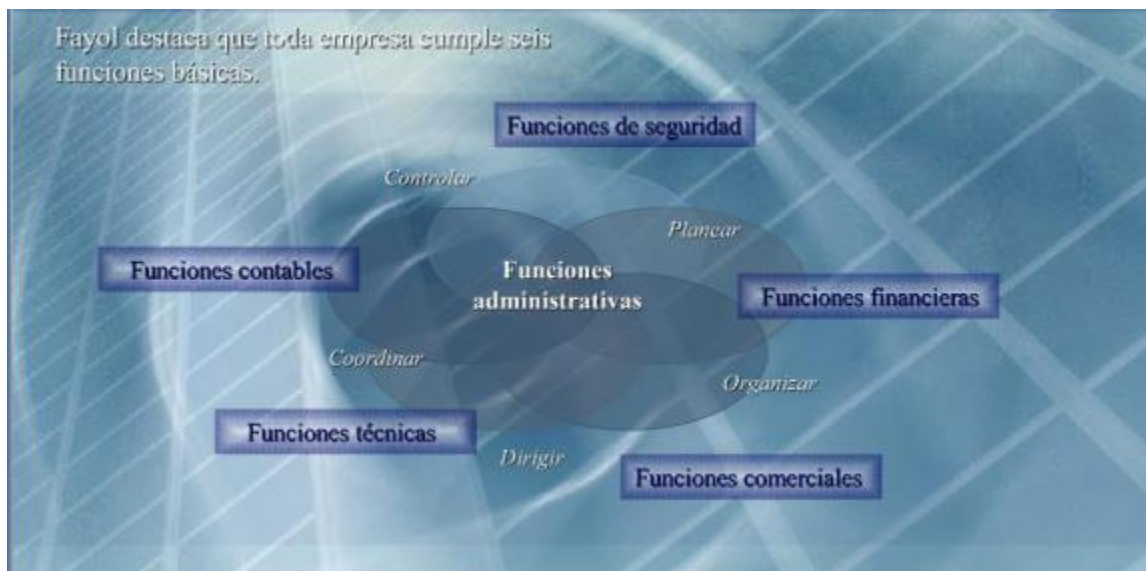 Fayol destaca que toda empresa cumple seis
funciones básicas.
Funciones de seguridad
Controlar
Planear
Funciones contables
Funciones
administrativas
Funciones financieras
Coordinar
Organizar
Funciones técnicas
Dirigir
Funciones comerciales